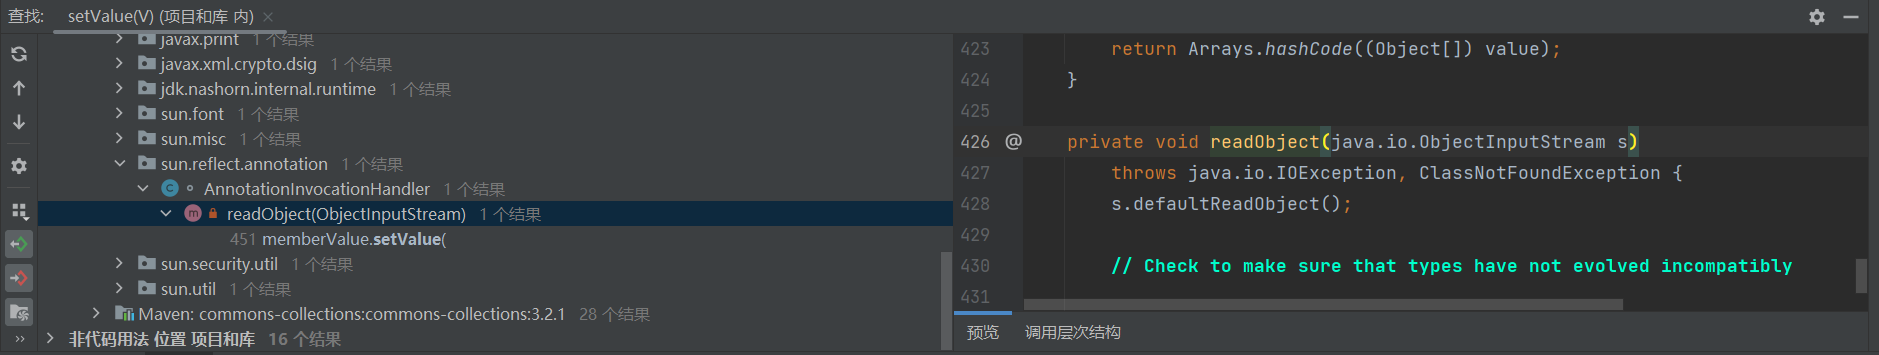 查找: setValue(V) (项目和库 内) ×
javax.print 1 个结果
javax.xml.crypto.dsig 1 个结果
jdk.nashorn.internal.runtime 1 个结果
sun.font 1 个结果
sun.misc 1 个结果
sun.reflect.annotation 1 个结果
AnnotationInvocationHandler 1 个结果
readObject(ObjectInputStream) 1 个结果
451 memberValue.setValue(
sun.security.util 1 个结果
sun.util 1 个结果
Maven: commons-collections:commons-collections:3.2.1 28 个结果
非代码用法 位置 项目和库 16 个结果
423 return Arrays.hashCode((Object[]) value);
424 }
425
426 @ private void readObject(java.io.ObjectInputStream s)
427 throws java.io.IOException, ClassNotFoundException {
428 s.defaultReadObject();
429
430 // Check to make sure that types have not evolved incompatibly
431
预览 调用层次结构